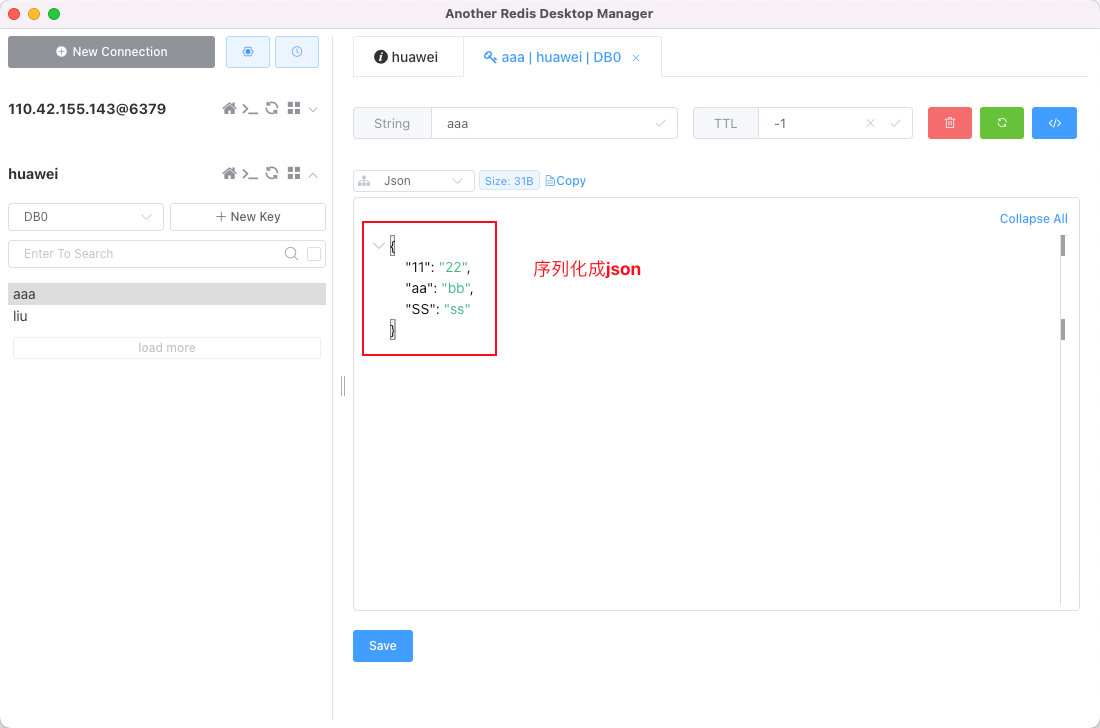 Another Redis Desktop Manager
New Connection
110.42.155.143@6379
huawei
DB0
New Key
Enter To Search
aaa
liu
load more
huawei
aaa | huawei | DB0
String
aaa
TTL
-1
Json
Size: 31B
Copy
Collapse All
{
"11": "22",
"aa": "bb",
"SS": "ss"
}
序列化成json
Save